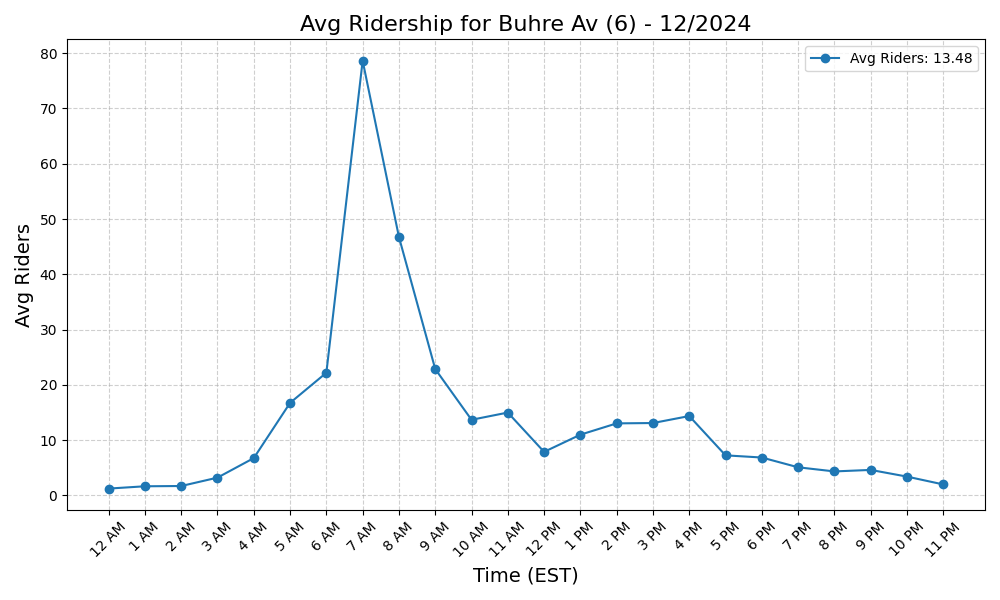 Avg Ridership for Buhre Av (6) - 12/2024
Avg Riders: 13.48
Avg Riders
80
70
60
50
40
30
20
10
0
12 AM
1 AM
2 AM
3 AM
4 AM
5 AM
6 AM
7 AM
8 AM
9 AM
10 AM
11 AM
12 PM
1 PM
2 PM
3 PM
4 PM
5 PM
6 PM
7 PM
8 PM
9 PM
10 PM
11 PM
Time (EST)